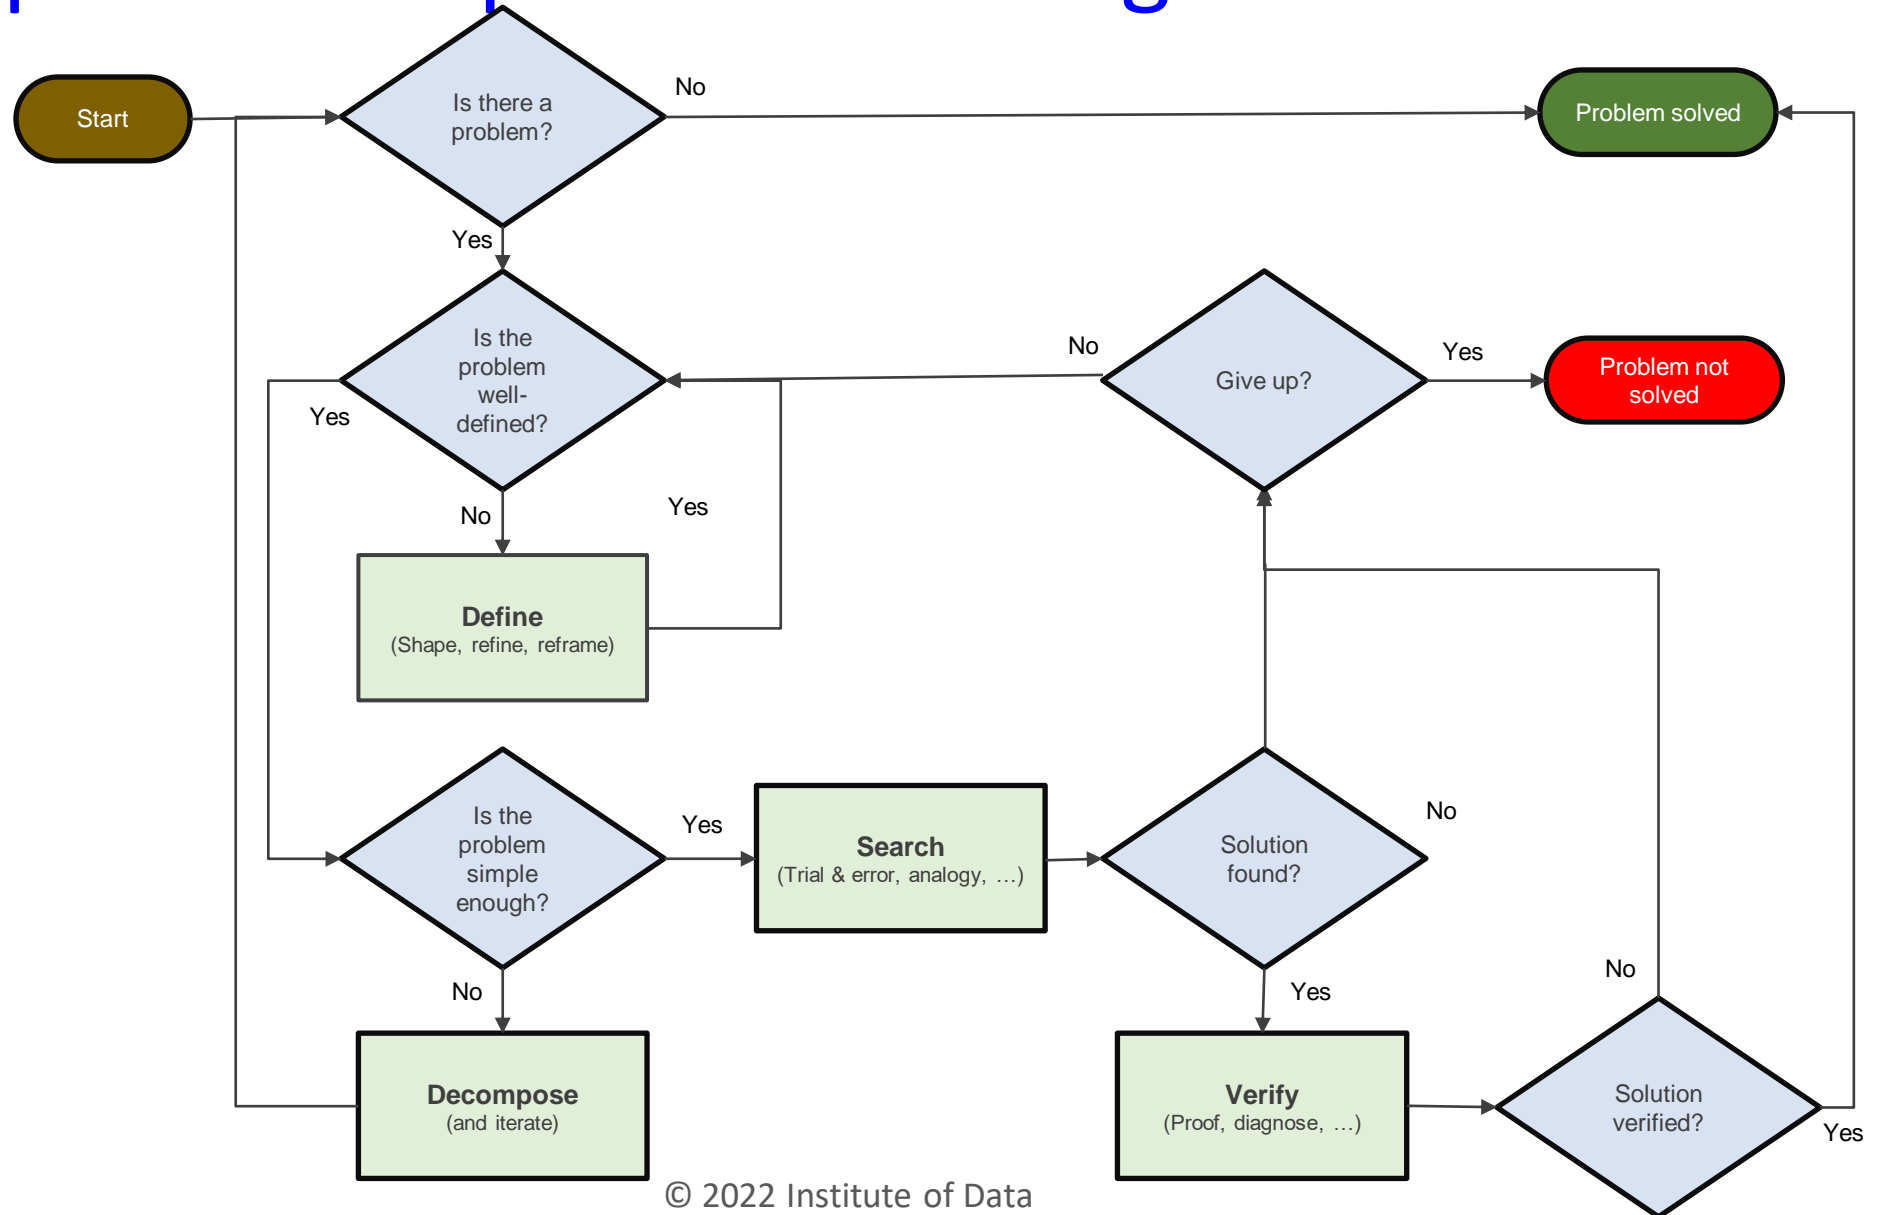 Start
Is there a
problem?
No
Problem solved
Yes
Is the
problem
well-
defined?
No
Give up?
Yes
Problem not
solved
Yes
No
Yes
Define
(Shape, refine, reframe)
Is the
problem
simple
enough?
Yes
Search
(Trial & error, analogy, …)
Solution
found?
No
No
Yes
No
Decompose
(and iterate)
Verify
(Proof, diagnose, …)
Solution
verified?
Yes
© 2022 Institute of Data